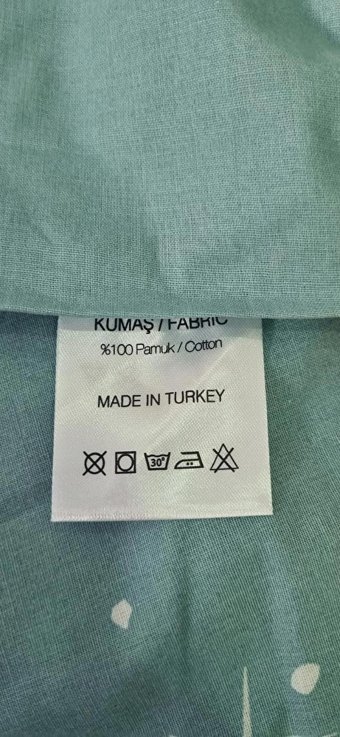 KUMAŞ / FABRIC
%100 Pamuk / Cotton
MADE IN TURKEY
30°